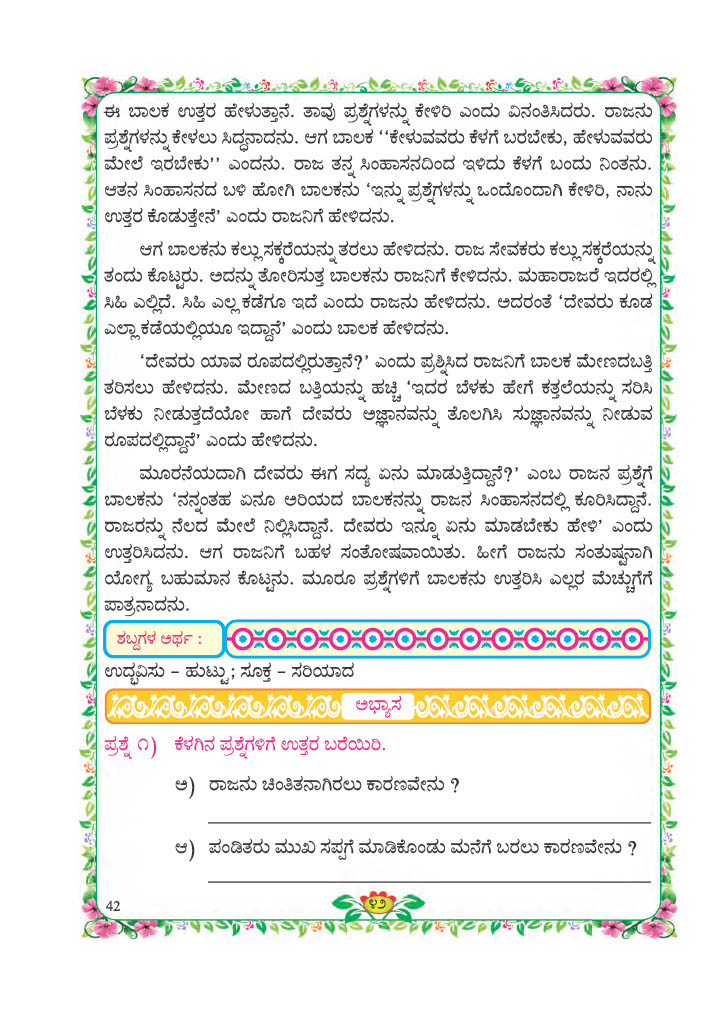 ಈ ಬಾಲಕ ಉತ್ತರ ಹೇಳುತ್ತಾನೆ. ತಾವು ಪ್ರಶ್ನೆಗಳನ್ನು ಕೇಳಿರಿ ಎಂದು ವಿನಂತಿಸಿದರು. ರಾಜನು
ಪ್ರಶ್ನೆಗಳನ್ನು ಕೇಳಲು ಸಿದ್ಧನಾದನು. ಆಗ ಬಾಲಕ ‘‘ಕೇಳುವವರು ಕೆಳಗೆ ಬರಬೇಕು, ಹೇಳುವವರು
ಮೇಲೆ ಇರಬೇಕು’’ ಎಂದನು. ರಾಜ ತನ್ನ ಸಿಂಹಾಸನದಿಂದ ಇಳಿದು ಕೆಳಗೆ ಬಂದು ನಿಂತನು.
ಆತನ ಸಿಂಹಾಸನದ ಬಳಿ ಹೋಗಿ ಬಾಲಕನು ‘ಇನ್ನು ಪ್ರಶ್ನೆಗಳನ್ನು ಒಂದೊಂದಾಗಿ ಕೇಳಿರಿ, ನಾನು
ಉತ್ತರ ಕೊಡುತ್ತೇನೆ’ ಎಂದು ರಾಜನಿಗೆ ಹೇಳಿದನು.
ಆಗ ಬಾಲಕನು ಕಲ್ಲು ಸಕ್ಕರೆಯನ್ನು ತರಲು ಹೇಳಿದನು. ರಾಜ ಸೇವಕರು ಕಲ್ಲು ಸಕ್ಕರೆಯನ್ನು
ತಂದು ಕೊಟ್ಟರು. ಅದನ್ನು ತೋರಿಸುತ್ತ ಬಾಲಕನು ರಾಜನಿಗೆ ಕೇಳಿದನು. ಮಹಾರಾಜರೆ ಇದರಲ್ಲಿ
ಸಿಹಿ ಎಲ್ಲಿದೆ. ಸಿಹಿ ಎಲ್ಲ ಕಡೆಗೂ ಇದೆ ಎಂದು ರಾಜನು ಹೇಳಿದನು. ಅದರಂತೆ ‘ದೇವರು ಕೂಡ
ಎಲ್ಲಾ ಕಡೆಯಲ್ಲಿಯೂ ಇದ್ದಾನೆ’ ಎಂದು ಬಾಲಕ ಹೇಳಿದನು.
‘ದೇವರು ಯಾವ ರೂಪದಲ್ಲಿರುತ್ತಾನೆ?’ ಎಂದು ಪ್ರಶ್ನಿಸಿದ ರಾಜನಿಗೆ ಬಾಲಕ ಮೇಣದಬತ್ತಿ
ತರಿಸಲು ಹೇಳಿದನು. ಮೇಣದ ಬತ್ತಿಯನ್ನು ಹಚ್ಚಿ ‘ಇದರ ಬೆಳಕು ಹೇಗೆ ಕತ್ತಲೆಯನ್ನು ಸರಿಸಿ
ಬೆಳಕು ನೀಡುತ್ತದೆಯೋ ಹಾಗೆ ದೇವರು ಅಜ್ಞಾನವನ್ನು ತೊಲಗಿಸಿ ಸುಜ್ಞಾನವನ್ನು ನೀಡುವ
ರೂಪದಲ್ಲಿದ್ದಾನೆ’ ಎಂದು ಹೇಳಿದನು.
ಮೂರನೆಯದಾಗಿ ದೇವರು ಈಗ ಸದ್ಯ ಏನು ಮಾಡುತ್ತಿದ್ದಾನೆ?’ ಎಂಬ ರಾಜನ ಪ್ರಶ್ನೆಗೆ
ಬಾಲಕನು ‘ನನ್ನಂತಹ ಏನೂ ಅರಿಯದ ಬಾಲಕನನ್ನು ರಾಜನ ಸಿಂಹಾಸನದಲ್ಲಿ ಕೂರಿಸಿದ್ದಾನೆ.
ರಾಜರನ್ನು ನೆಲದ ಮೇಲೆ ನಿಲ್ಲಿಸಿದ್ದಾನೆ. ದೇವರು ಇನ್ನೂ ಏನು ಮಾಡಬೇಕು ಹೇಳಿ’ ಎಂದು
ಉತ್ತರಿಸಿದನು. ಆಗ ರಾಜನಿಗೆ ಬಹಳ ಸಂತೋಷವಾಯಿತು. ಹೀಗೆ ರಾಜನು ಸಂತುಷ್ಟನಾಗಿ
ಯೋಗ್ಯ ಬಹುಮಾನ ಕೊಟ್ಟನು. ಮೂರೂ ಪ್ರಶ್ನೆಗಳಿಗೆ ಬಾಲಕನು ಉತ್ತರಿಸಿ ಎಲ್ಲರ ಮೆಚ್ಚುಗೆಗೆ
ಪಾತ್ರನಾದನು.
ಶಬ್ದಗಳ ಅರ್ಥ :
ಉದ್ಭವಿಸು – ಹುಟ್ಟು ; ಸೂಕ್ತ – ಸರಿಯಾದ
ಅಭ್ಯಾಸ
ಪ್ರಶ್ನೆ ೧) ಕೆಳಗಿನ ಪ್ರಶ್ನೆಗಳಿಗೆ ಉತ್ತರ ಬರೆಯಿರಿ.
ಅ) ರಾಜನು ಚಿಂತಿತನಾಗಿರಲು ಕಾರಣವೇನು ?
ಆ) ಪಂಡಿತರು ಮುಖ ಸಪ್ಪಗೆ ಮಾಡಿಕೊಂಡು ಮನೆಗೆ ಬರಲು ಕಾರಣವೇನು ?
42
೪೨